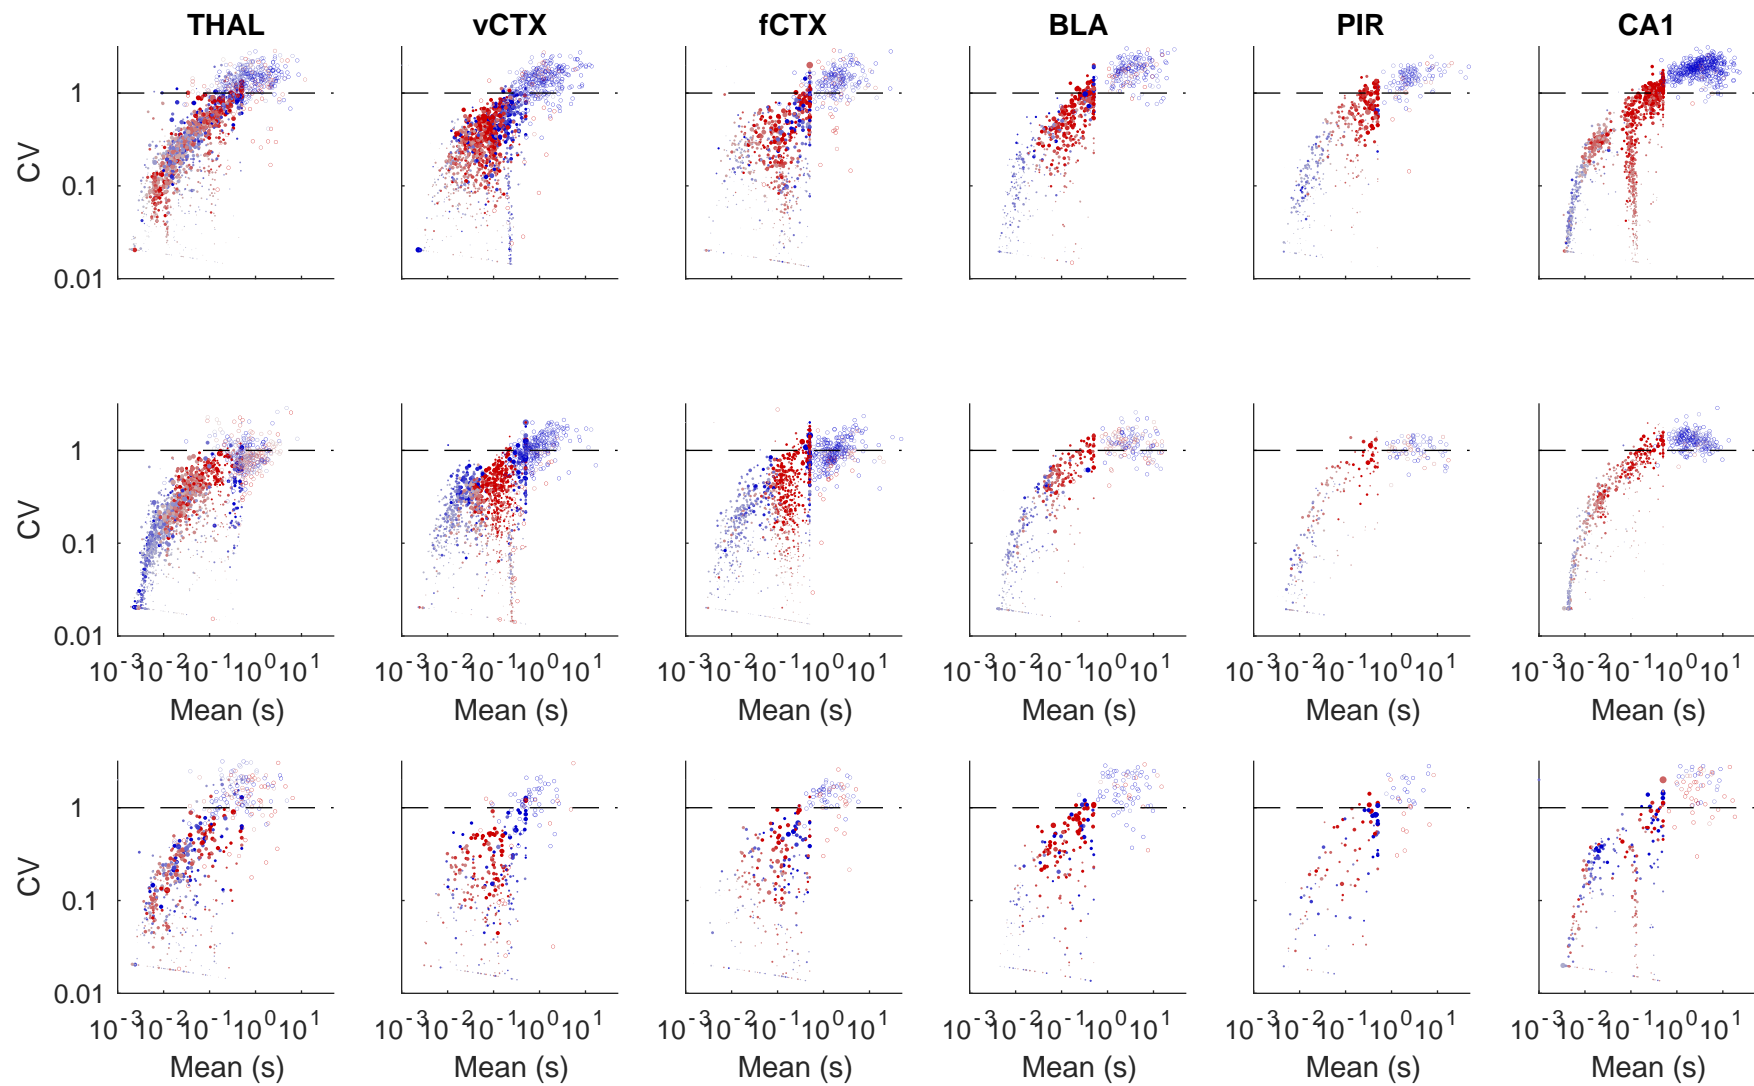 THAL vCTX fCTX BLA PIR CA1
CV
1
0.1
0.01
CV
1
0.1
0.01
10^-3 10^-2 10^-1 10^0 10^1 10^-3 10^-2 10^-1 10^0 10^1 10^-3 10^-2 10^-1 10^0 10^1 10^-3 10^-2 10^-1 10^0 10^1 10^-3 10^-2 10^-1 10^0 10^1 10^-3 10^-2 10^-1 10^0 10^1
Mean (s) Mean (s) Mean (s) Mean (s) Mean (s) Mean (s)
CV
1
0.1
0.01
10^-3 10^-2 10^-1 10^0 10^1 10^-3 10^-2 10^-1 10^0 10^1 10^-3 10^-2 10^-1 10^0 10^1 10^-3 10^-2 10^-1 10^0 10^1 10^-3 10^-2 10^-1 10^0 10^1 10^-3 10^-2 10^-1 10^0 10^1
Mean (s) Mean (s) Mean (s) Mean (s) Mean (s) Mean (s)